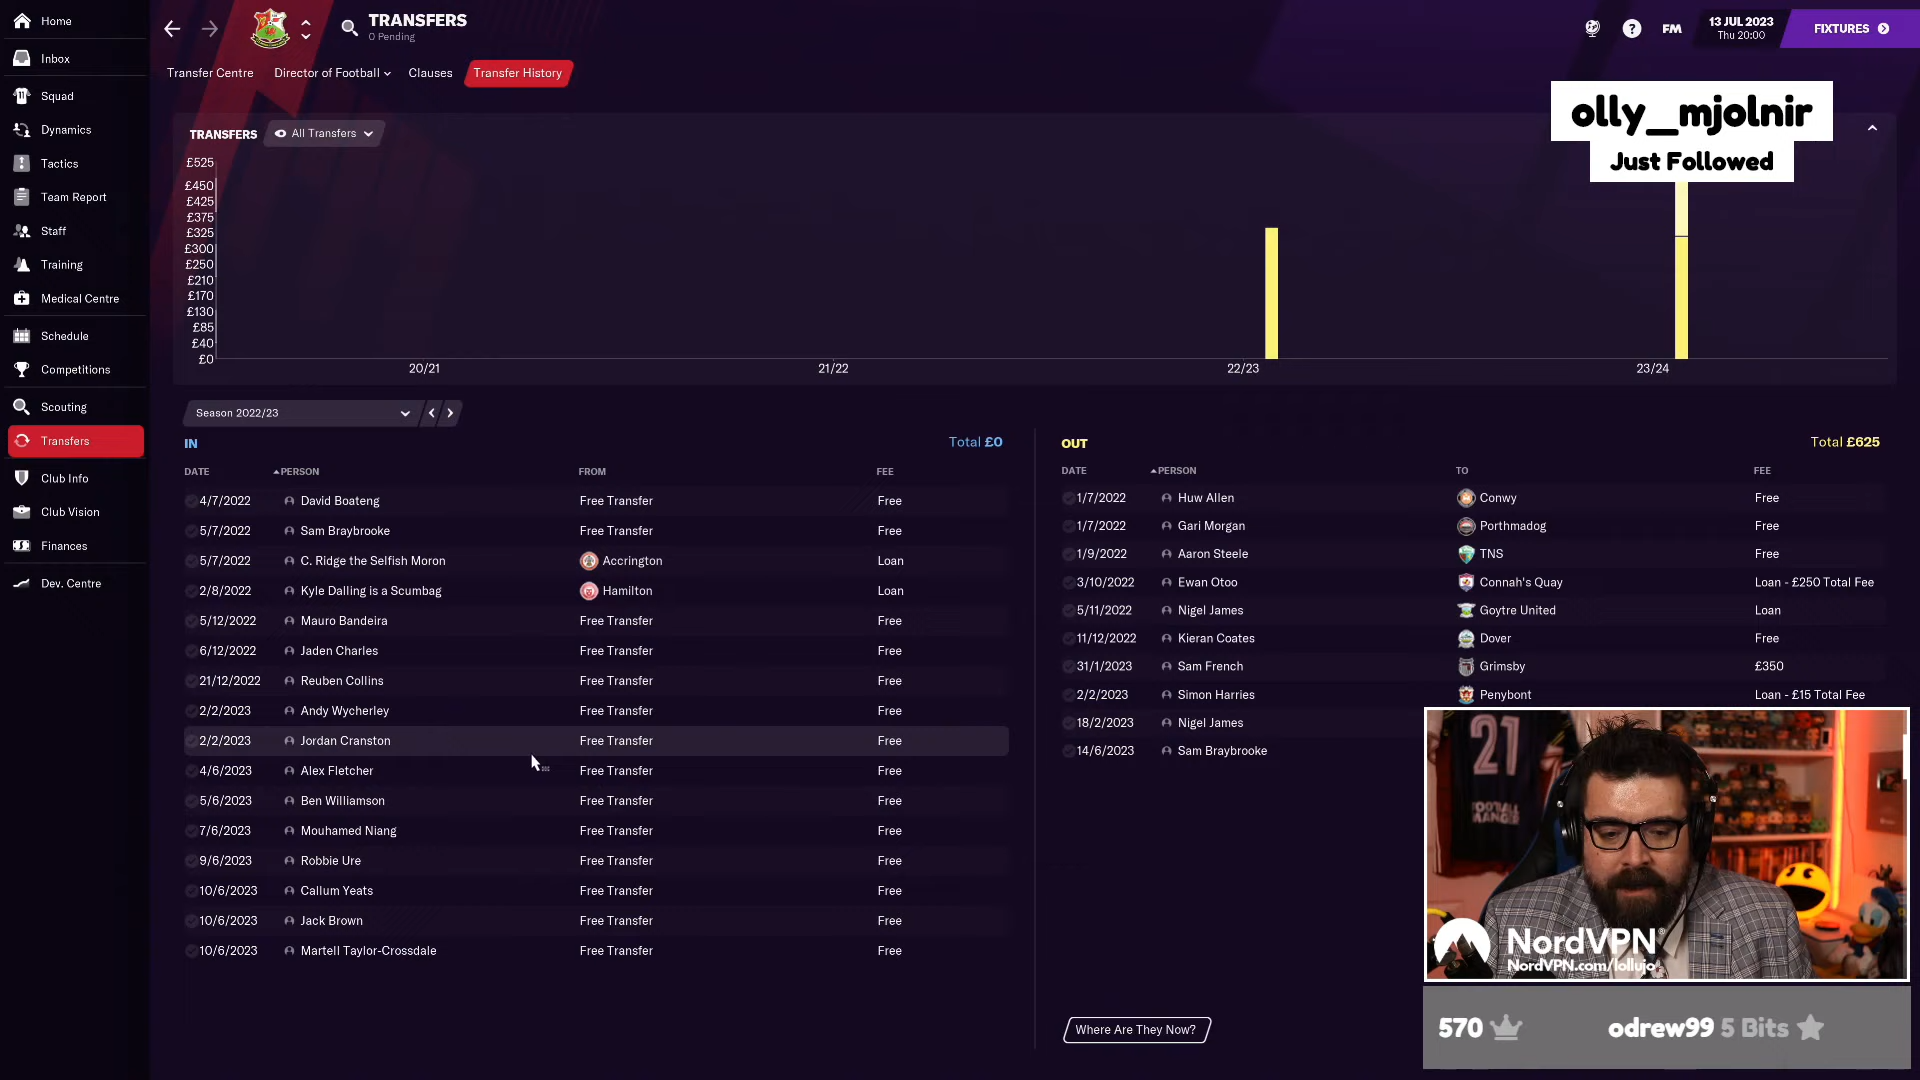 Home
Inbox
Squad
Dynamics
Tactics
Team Report
Staff
Training
Medical Centre
Schedule
Competitions
Scouting
Transfers
Club Info
Club Vision
Finances
Dev. Centre
TRANSFERS
0 Pending
FM
13 JUL 2023
Thu 20:00
FIXTURES
Transfer Centre
Director of Football
Clauses
Transfer History
olly__mjolnir
Just Followed
TRANSFERS
All Transfers
£525
£450
£425
£375
£325
£300
£250
£210
£170
£130
£85
£40
£0
20/21
21/22
22/23
23/24
Season 2022/23
IN
Total £0
DATE PERSON FROM FEE
4/7/2022 David Boateng Free Transfer Free
5/7/2022 Sam Braybrooke Free Transfer Free
5/7/2022 C. Ridge the Selfish Moron Accrington Loan
2/8/2022 Kyle Dalling is a Scumbag Hamilton Loan
5/12/2022 Mauro Bandeira Free Transfer Free
6/12/2022 Jaden Charles Free Transfer Free
21/12/2022 Reuben Collins Free Transfer Free
2/2/2023 Andy Wycherley Free Transfer Free
2/2/2023 Jordan Cranston Free Transfer Free
4/6/2023 Alex Fletcher Free Transfer Free
5/6/2023 Ben Williamson Free Transfer Free
7/6/2023 Mouhamed Niang Free Transfer Free
9/6/2023 Robbie Ure Free Transfer Free
10/6/2023 Callum Yeats Free Transfer Free
10/6/2023 Jack Brown Free Transfer Free
10/6/2023 Martell Taylor-Crossdale Free Transfer Free
OUT
Total £625
DATE PERSON TO FEE
1/7/2022 Huw Allen Conwy Free
1/7/2022 Gari Morgan Porthmadog Free
1/9/2022 Aaron Steele TNS Free
3/10/2022 Ewan Otoo Connah's Quay Loan - £250 Total Fee
5/11/2022 Nigel James Goytre United Loan
11/12/2022 Kieran Coates Dover Free
31/1/2023 Sam French Grimsby £350
2/2/2023 Simon Harries Penybont Loan - £15 Total Fee
18/2/2023 Nigel James
14/6/2023 Sam Braybrooke
Where Are They Now?
21
NordVPN
NordVPN.com/lollujo
570
odrew99 5 Bits